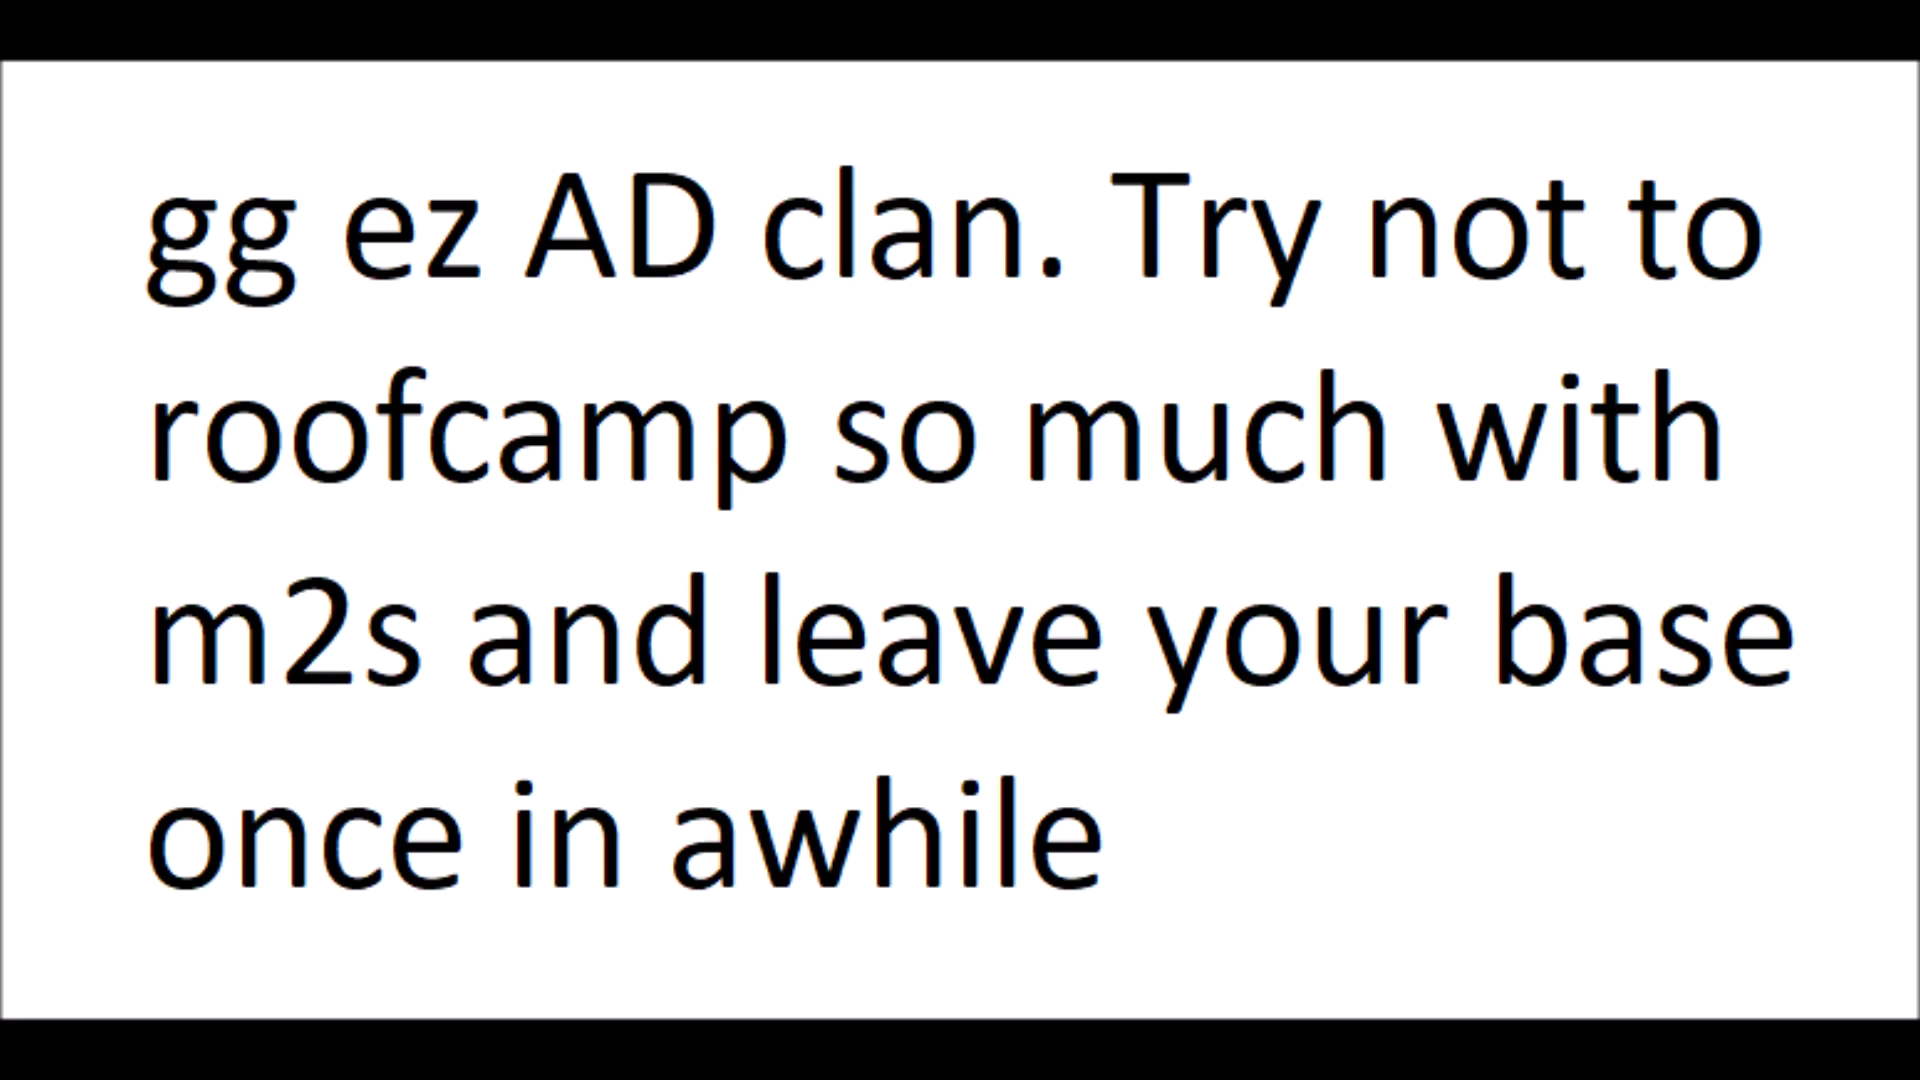 gg ez AD clan. Try not to
roofcamp so much with
m2s and leave your base
once in awhile